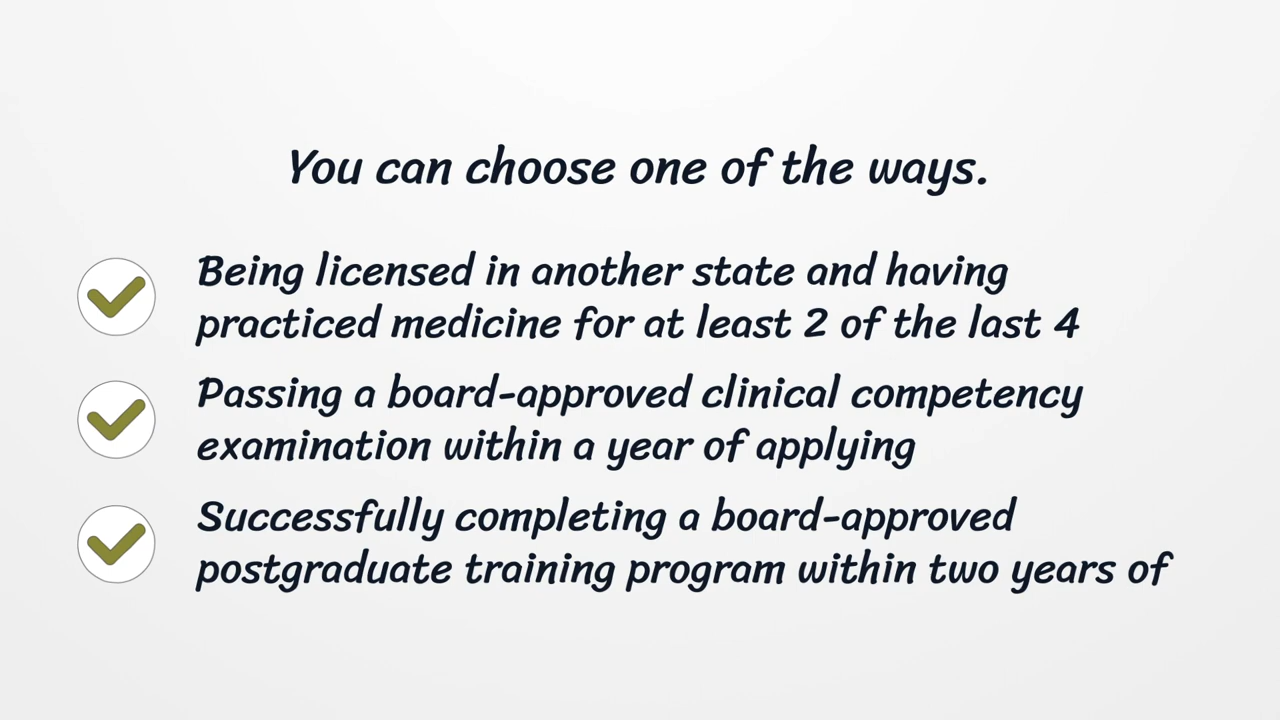 You can choose one of the ways.
Being licensed in another state and having
practiced medicine for at least 2 of the last 4
Passing a board-approved clinical competency
examination within a year of applying
Successfully completing a board-approved
postgraduate training program within two years of